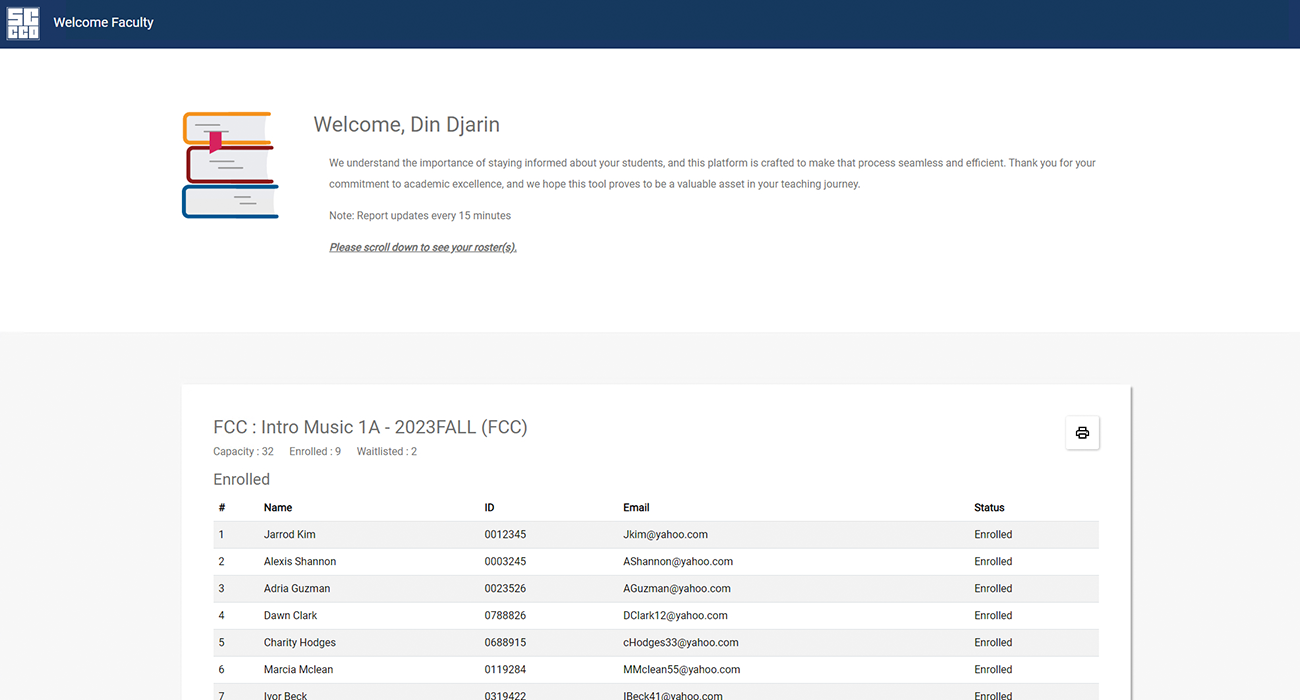 SC
CCD
Welcome Faculty
Welcome, Din Djarin
We understand the importance of staying informed about your students, and this platform is crafted to make that process seamless and efficient. Thank you for your
commitment to academic excellence, and we hope this tool proves to be a valuable asset in your teaching journey.
Note: Report updates every 15 minutes
Please scroll down to see your roster(s).
FCC : Intro Music 1A - 2023FALL (FCC)
Capacity : 32 Enrolled : 9 Waitlisted : 2
Enrolled
# Name ID Email Status
1 Jarrod Kim 0012345 Jkim@yahoo.com Enrolled
2 Alexis Shannon 0003245 AShannon@yahoo.com Enrolled
3 Adria Guzman 0023526 AGuzman@yahoo.com Enrolled
4 Dawn Clark 0788826 DClark12@yahoo.com Enrolled
5 Charity Hodges 0688915 cHodges33@yahoo.com Enrolled
6 Marcia Mclean 0119284 MMclean55@yahoo.com Enrolled
7 Ivor Beck 0319422 IBeck41@yahoo.com Enrolled